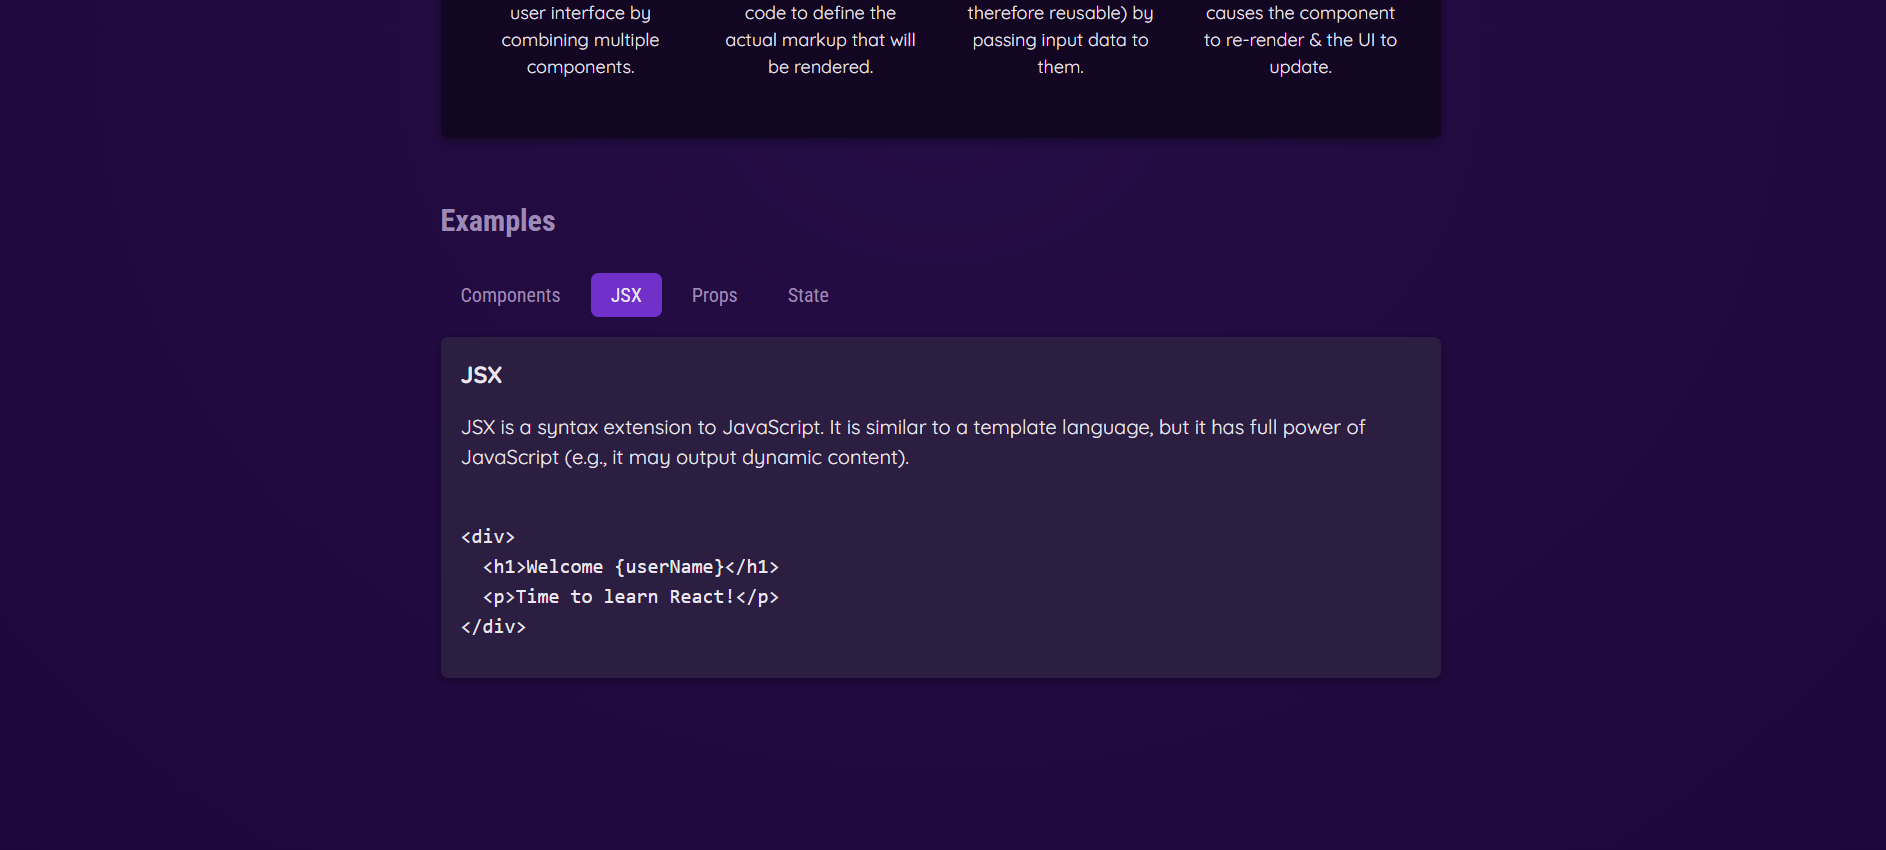 user interface by
combining multiple
components.
code to define the
actual markup that will
be rendered.
therefore reusable) by
passing input data to
them.
causes the component
to re-render & the UI to
update.
Examples
Components JSX Props State
JSX
JSX is a syntax extension to JavaScript. It is similar to a template language, but it has full power of
JavaScript (e.g., it may output dynamic content).
<div>
  <h1>Welcome {userName}</h1>
  <p>Time to learn React!</p>
</div>